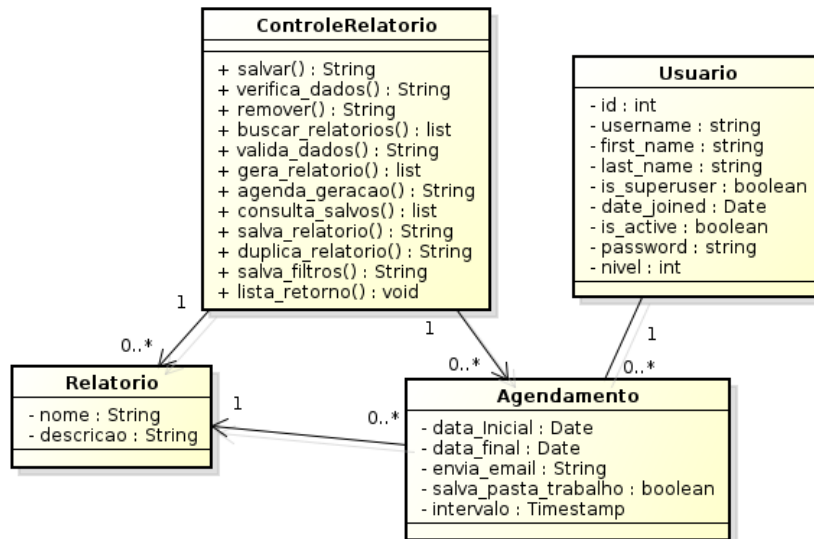 ControleRelatorio
+ salvar() : String
+ verifica_dados() : String
+ remover() : String
+ buscar_relatorios() : list
+ valida_dados() : String
+ gera_relatorio() : list
+ agenda_geracao() : String
+ consulta_salvos() : list
+ salva_relatorio() : String
+ duplica_relatorio() : String
+ salva_filtros() : String
+ lista_retorno() : void
Usuario
- id : int
- username : string
- first_name : string
- last_name : string
- is_superuser : boolean
- date_joined : Date
- is_active : boolean
- password : string
- nivel : int
1
0..*
1
0..*
1
0..*
Relatorio
- nome : String
- descricao : String
1
0..*
Agendamento
- data_Inicial : Date
- data_final : Date
- envia_email : String
- salva_pasta_trabalho : boolean
- intervalo : Timestamp